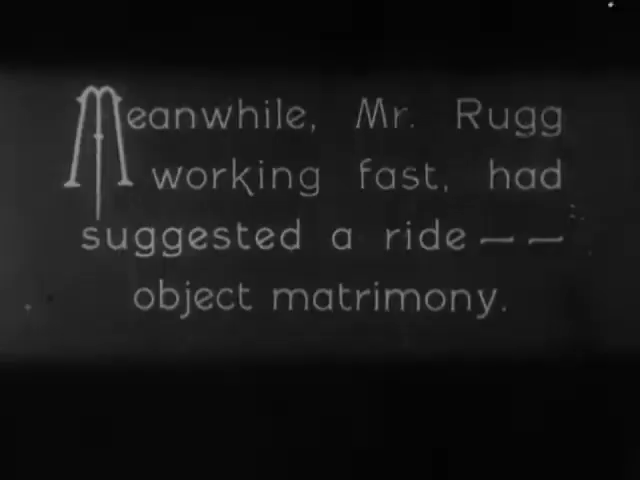 Meanwhile, Mr. Rugg
working fast, had
suggested a ride — —
object matrimony.